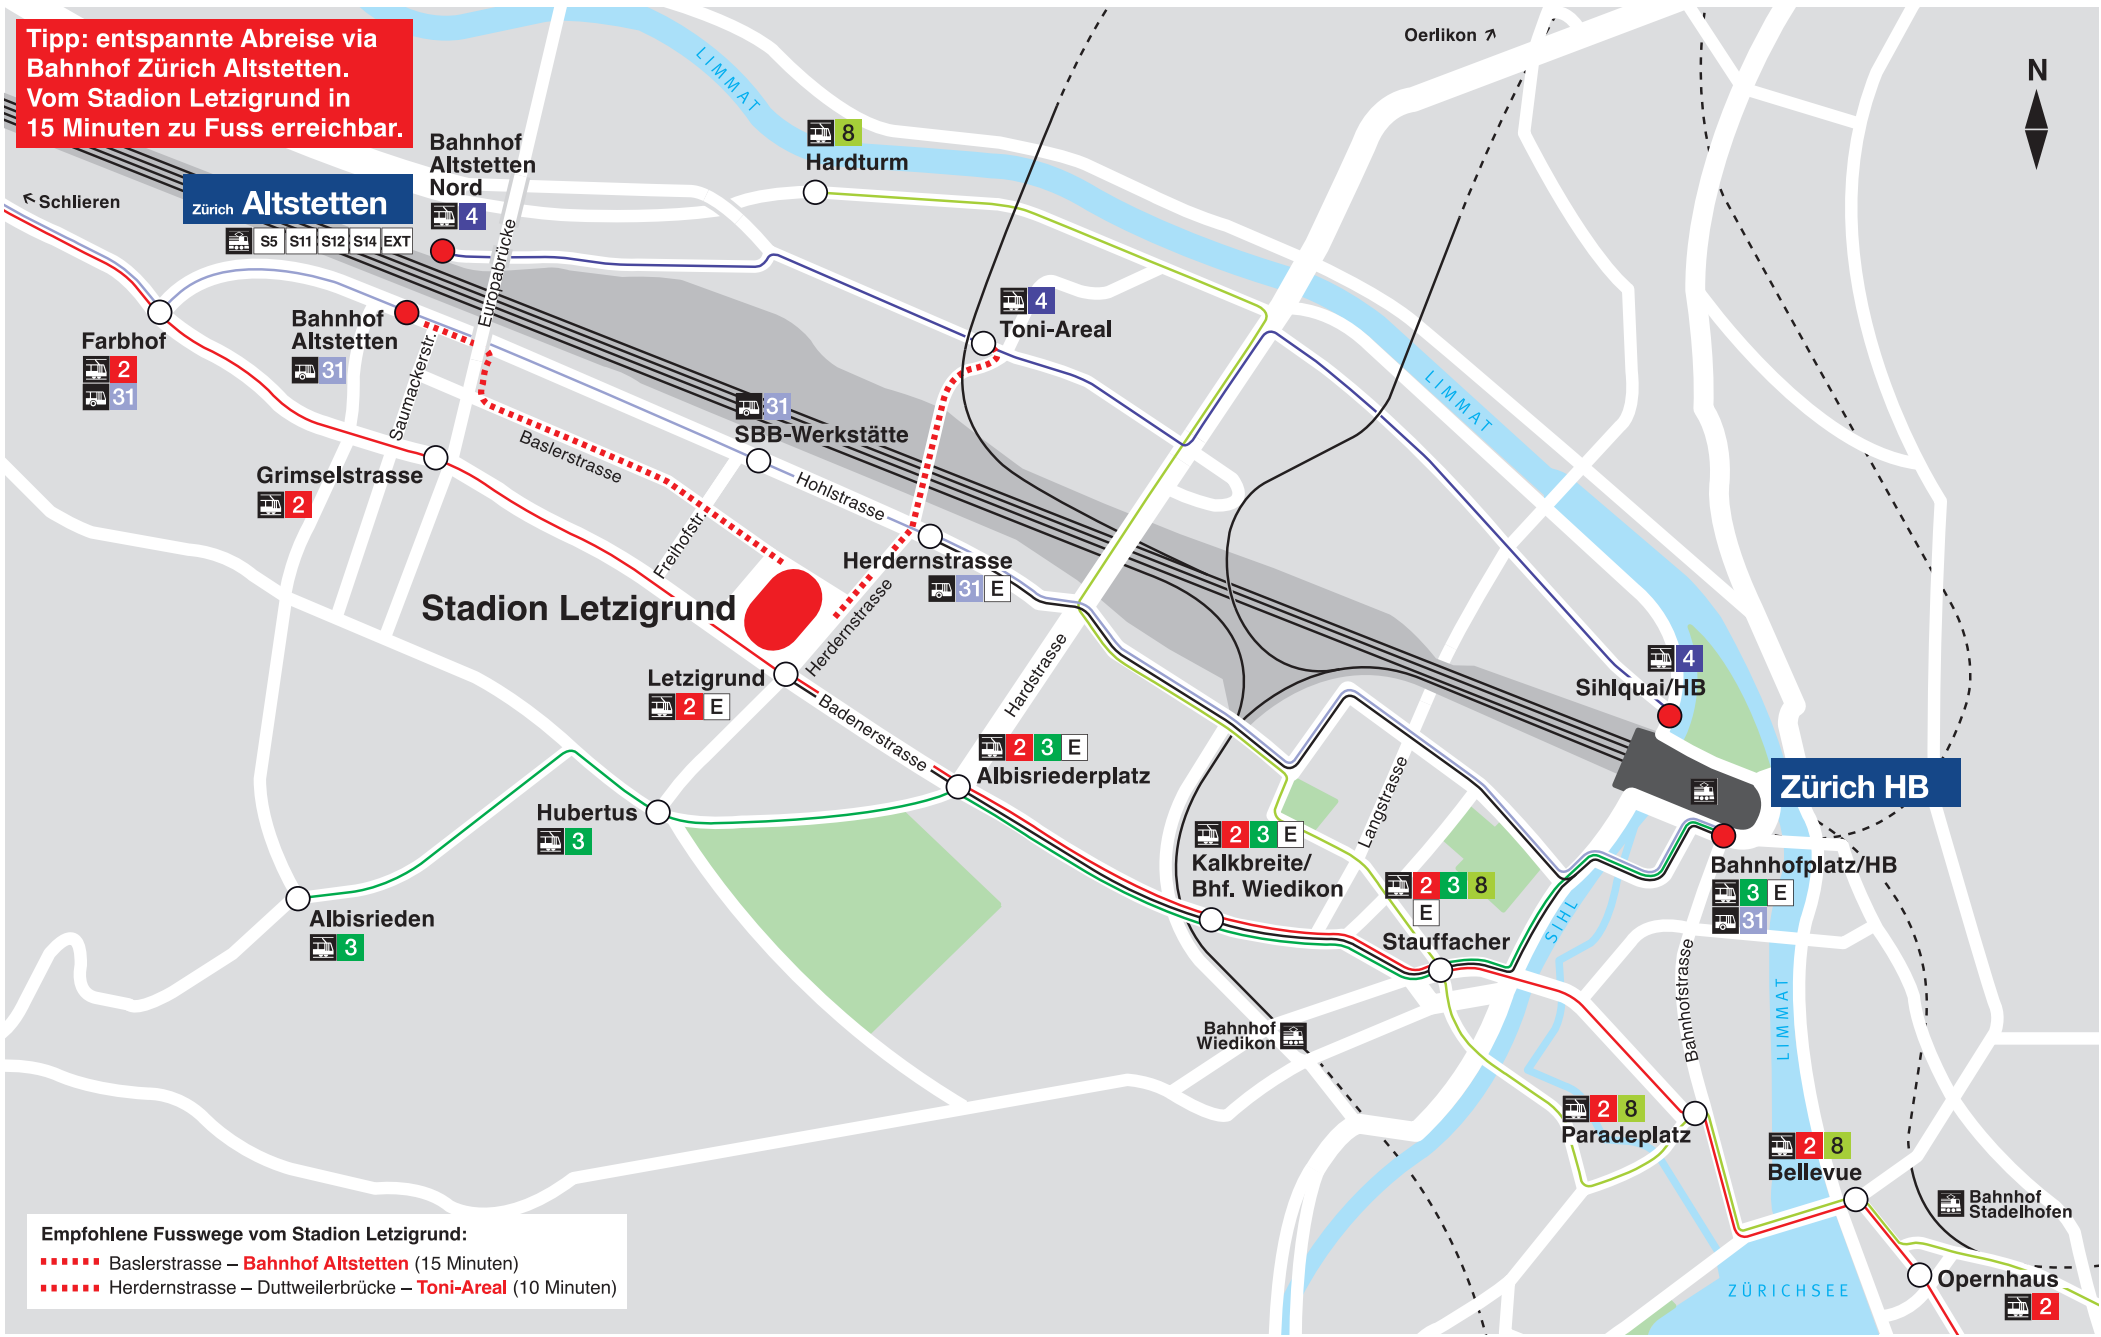 Tipp: entspannte Abreise via
Bahnhof Zürich Altstetten.
Vom Stadion Letzigrund in
15 Minuten zu Fuss erreichbar.
Oerlikon
N
LIMMAT
8
Hardturm
Bahnhof
Altstetten
Nord
4
Schlieren
Zürich Altstetten
S5 S11 S12 S14 EXT
Europabrücke
4
Toni-Areal
Farbhof
2
31
Bahnhof
Altstetten
31
Saumackerstr.
31
SBB-Werkstätte
LIMMAT
Baslerstrasse
Grimselstrasse
2
Hohlstrasse
Freihofstr.
Herdernstrasse
31 E
Stadion Letzigrund
Herdernstrasse
Hardstrasse
Letzigrund
2 E
4
Sihlquai/HB
Badenerstrasse
2 3 E
Albisriederplatz
Langstrasse
Zürich HB
Hubertus
3
2 3 E
Kalkbreite/
Bhf. Wiedikon
2 3 8
E
Stauffacher
Bahnhofplatz/HB
3 E
31
SIHL
Albisrieden
3
Bahnhofstrasse
LIMMAT
Bahnhof
Wiedikon
2 8
Paradeplatz
2 8
Bellevue
Bahnhof
Stadelhofen
Opernhaus
2
ZÜRICHSEE
Empfohlene Fusswege vom Stadion Letzigrund:
Baslerstrasse – Bahnhof Altstetten (15 Minuten)
Herdernstrasse – Duttweilerbrücke – Toni-Areal (10 Minuten)